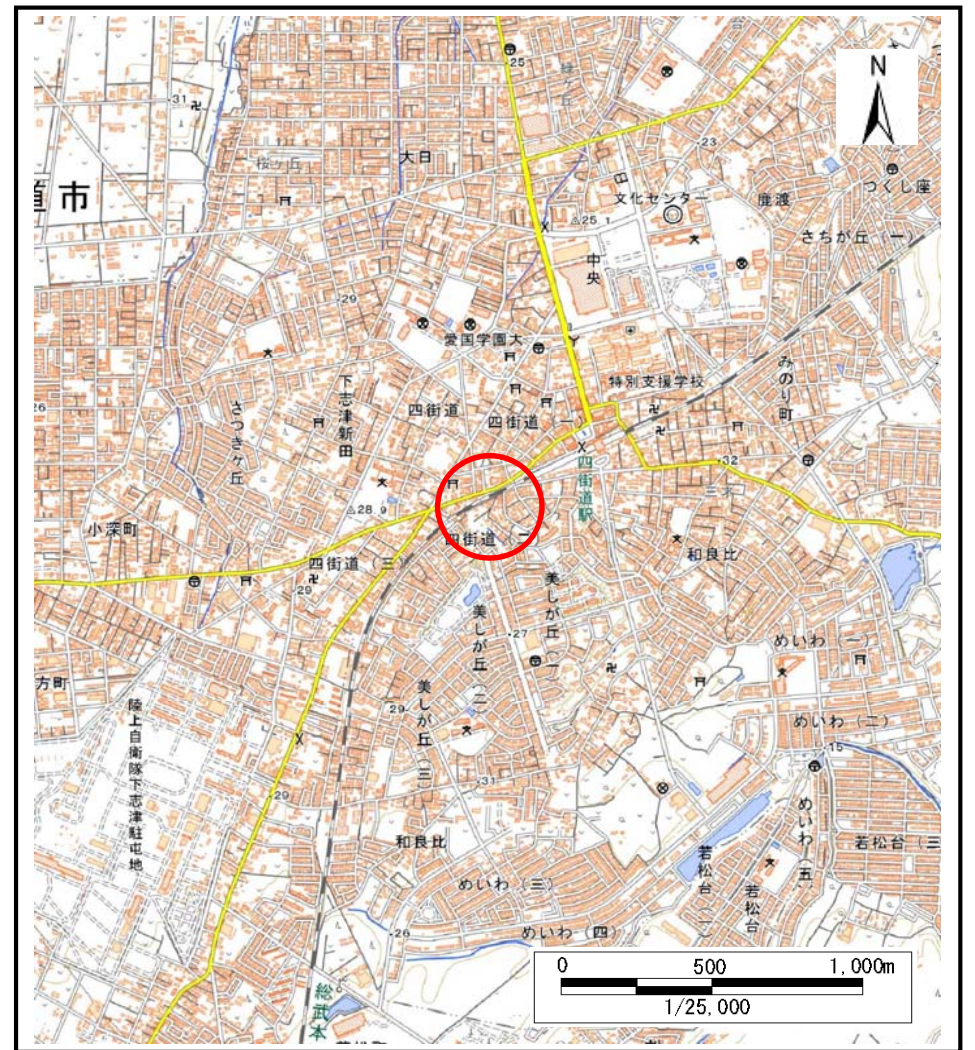 25
緑ヶ丘
N
31
桜ヶ丘
大日
23
つくし座
道市
文化センター
鹿渡
25.1
さちが丘（一）
中央
29
愛国学園大
みのり町
下志津新田
特別支援学校
26
さつきヶ丘
四街道
四街道（一）
四街道駅
32
28.9
小深町
四街道（二）
和良比
四街道（三）
29
美しが丘（一）
美しが丘（二）
27
めいわ（一）
方町
陸上自衛隊下志津駐屯地
29
美しが丘（三）
めいわ（二）
15
31
29
めいわ（五）
和良比
若松台（三
若松台（二）
若松台
めいわ（三）
26
めいわ（四）
0 500 1,000m
1/25,000
総武本